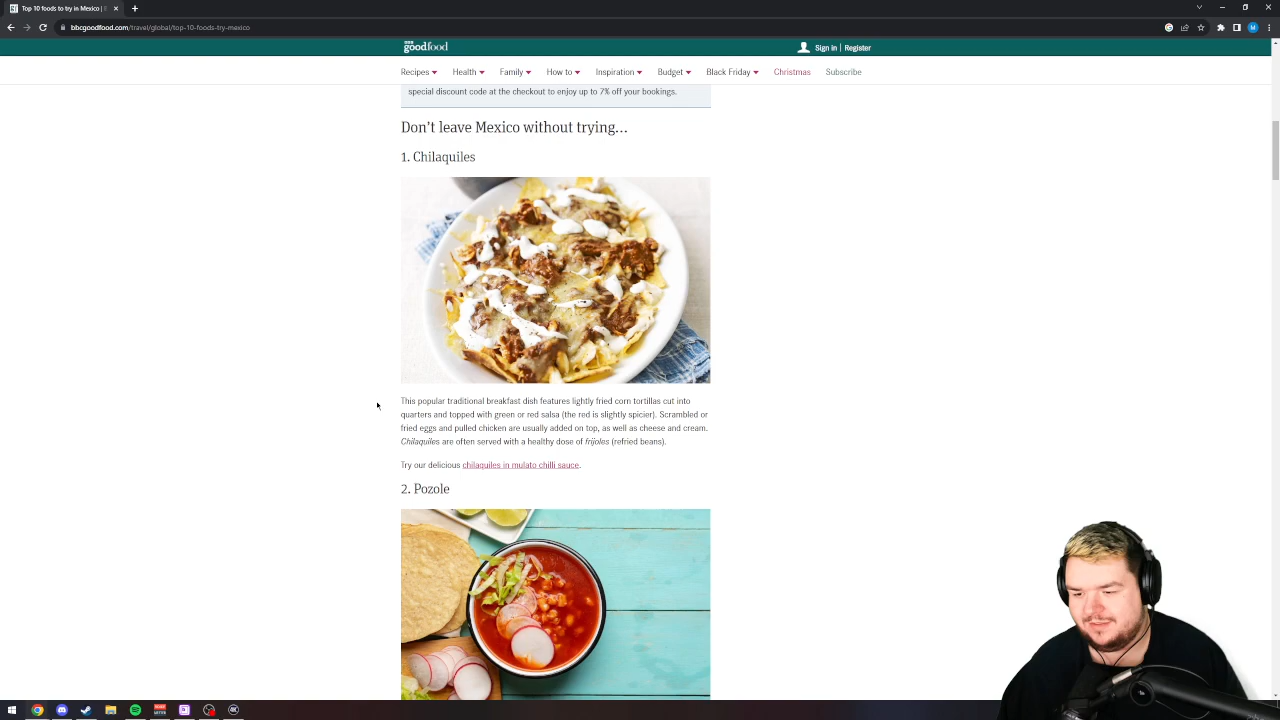 Top 10 foods to try in Mexico |
bbcgoodfood.com/travel/global/top-10-foods-try-mexico
M
goodfood
Sign in | Register
Recipes
Health
Family
How to
Inspiration
Budget
Black Friday
Christmas
Subscribe
special discount code at the checkout to enjoy up to 7% off your bookings.
Don't leave Mexico without trying...
1. Chilaquiles
This popular traditional breakfast dish features lightly fried corn tortillas cut into
quarters and topped with green or red salsa (the red is slightly spicier). Scrambled or
fried eggs and pulled chicken are usually added on top, as well as cheese and cream.
Chilaquiles are often served with a healthy dose of frijoles (refried beans).
Try our delicious chilaquiles in mulato chilli sauce.
2. Pozole